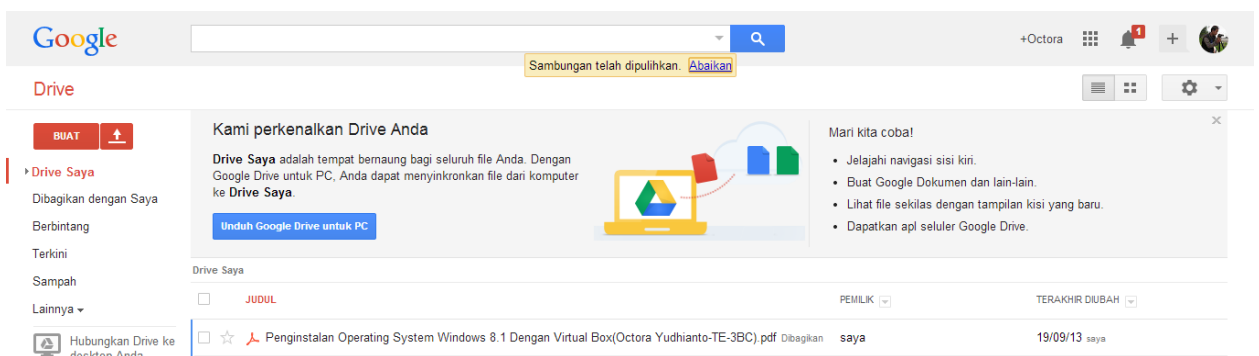 Google
+Octora
1
Sambungan telah dipulihkan. Abaikan
Drive
BUAT
Drive Saya
Dibagikan dengan Saya
Berbintang
Terkini
Sampah
Lainnya
Hubungkan Drive ke
desktop Anda
Kami perkenalkan Drive Anda
Drive Saya adalah tempat bernaung bagi seluruh file Anda. Dengan
Google Drive untuk PC, Anda dapat menyinkronkan file dari komputer
ke Drive Saya.
Unduh Google Drive untuk PC
Mari kita coba!
• Jelajahi navigasi sisi kiri.
• Buat Google Dokumen dan lain-lain.
• Lihat file sekilas dengan tampilan kisi yang baru.
• Dapatkan apl seluler Google Drive.
Drive Saya
JUDUL PEMILIK TERAKHIR DIUBAH
Penginstalan Operating System Windows 8.1 Dengan Virtual Box(Octora Yudhianto-TE-3BC).pdf Dibagikan saya 19/09/13 saya